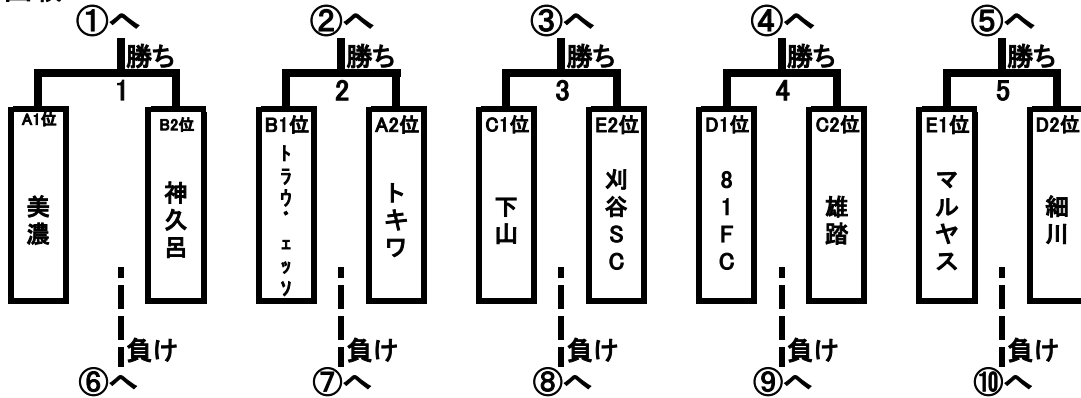 ①へ ②へ ③へ ④へ ⑤へ
勝ち 勝ち 勝ち 勝ち 勝ち
1 2 3 4 5
A1位 B2位 B1位 A2位 C1位 E2位 D1位 C2位 E1位 D2位
美濃
神久呂
トラウ・ェッソ
トキワ
下山
刈谷SC
81FC
雄踏
マルヤス
細川
負け 負け 負け 負け 負け
⑥へ ⑦へ ⑧へ ⑨へ ⑩へ